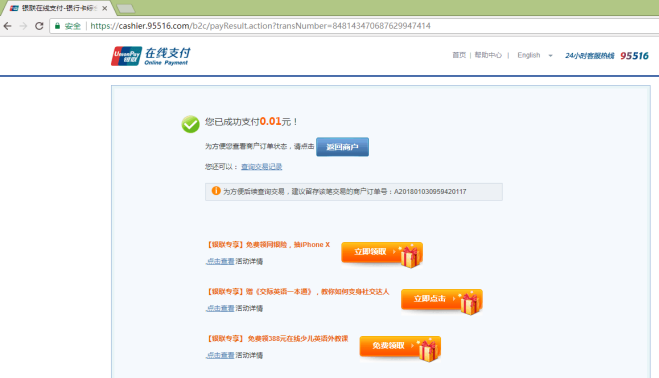 银联在线支付-银行卡综
安全 | https://cashier.95516.com/b2c/payResult.action?transNumber=848143470687629947414
UnionPay 银联 在线支付 Online Payment
首页 | 帮助中心 | English 24小时客服热线 95516
您已成功支付0.01元！
为方便您查看商户订单状态，请点击 返回商户
您还可以： 查询交易记录
为方便后续查询交易，建议留存该笔交易的商户订单号：A201801030959420117
【银联专享】免费领网银险，抽iPhone X 立即领取
点击查看 活动详情
【银联专享】赠《交际英语一本通》，教你如何变身社交达人 立即点击
点击查看 活动详情
【银联专享】 免费领388元在线少儿英语外教课 免费领取
点击查看 活动详情